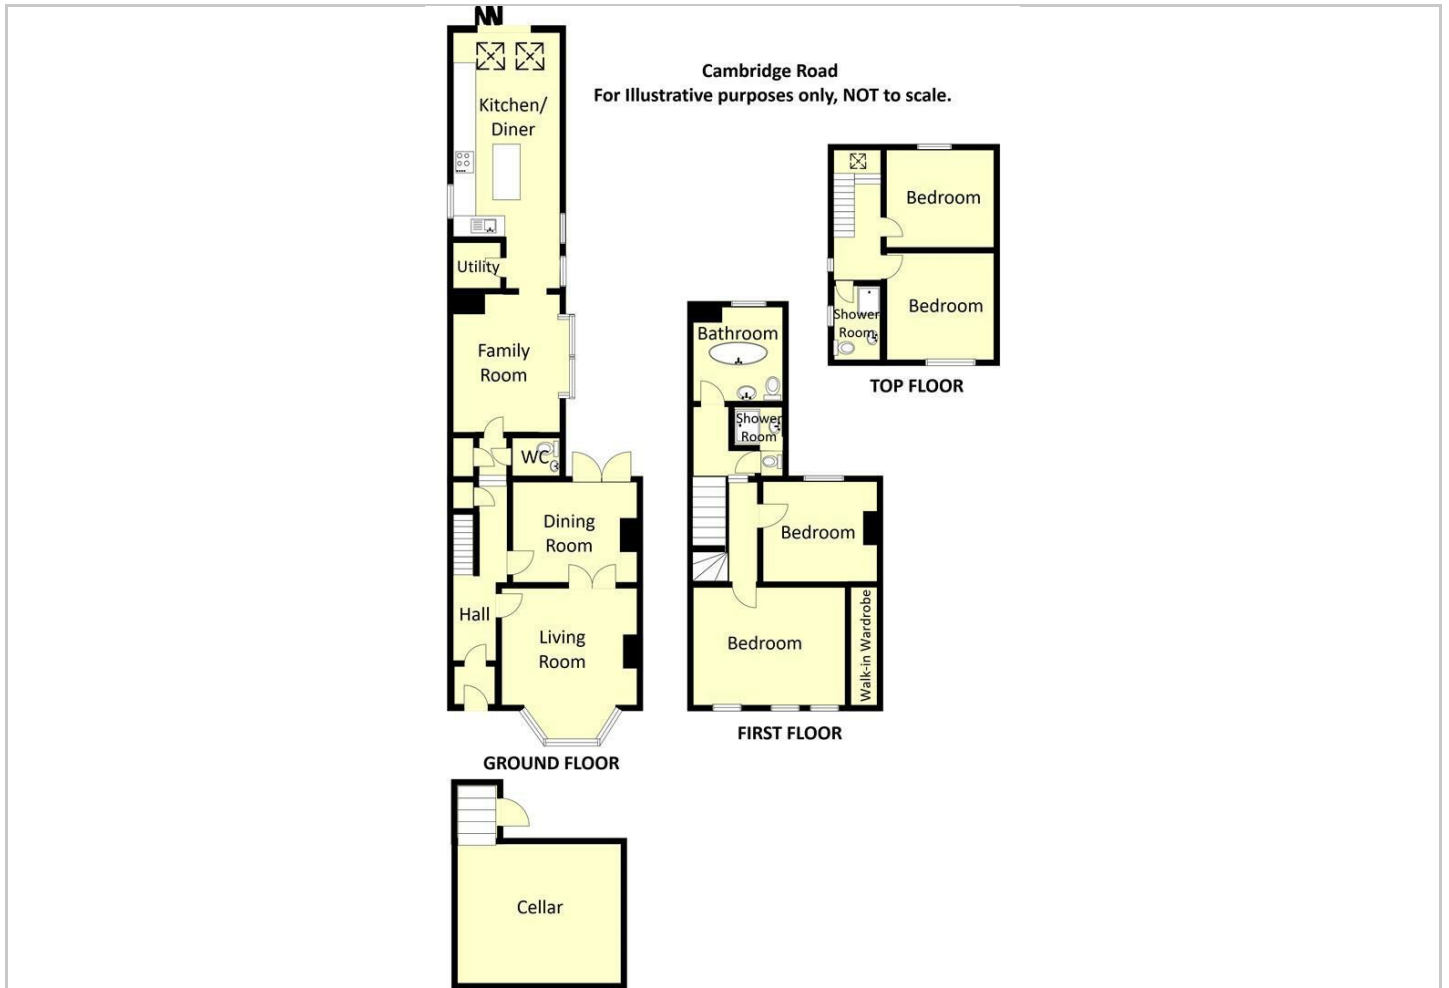 Cambridge Road
For Illustrative purposes only, NOT to scale.
Kitchen/
Diner
Utility
Family
Room
WC
Dining
Room
Hall
Living
Room
GROUND FLOOR
Cellar
Bathroom
Shower
Room
Bedroom
Bedroom
Walk-in Wardrobe
FIRST FLOOR
Bedroom
Bedroom
Shower
Room
TOP FLOOR